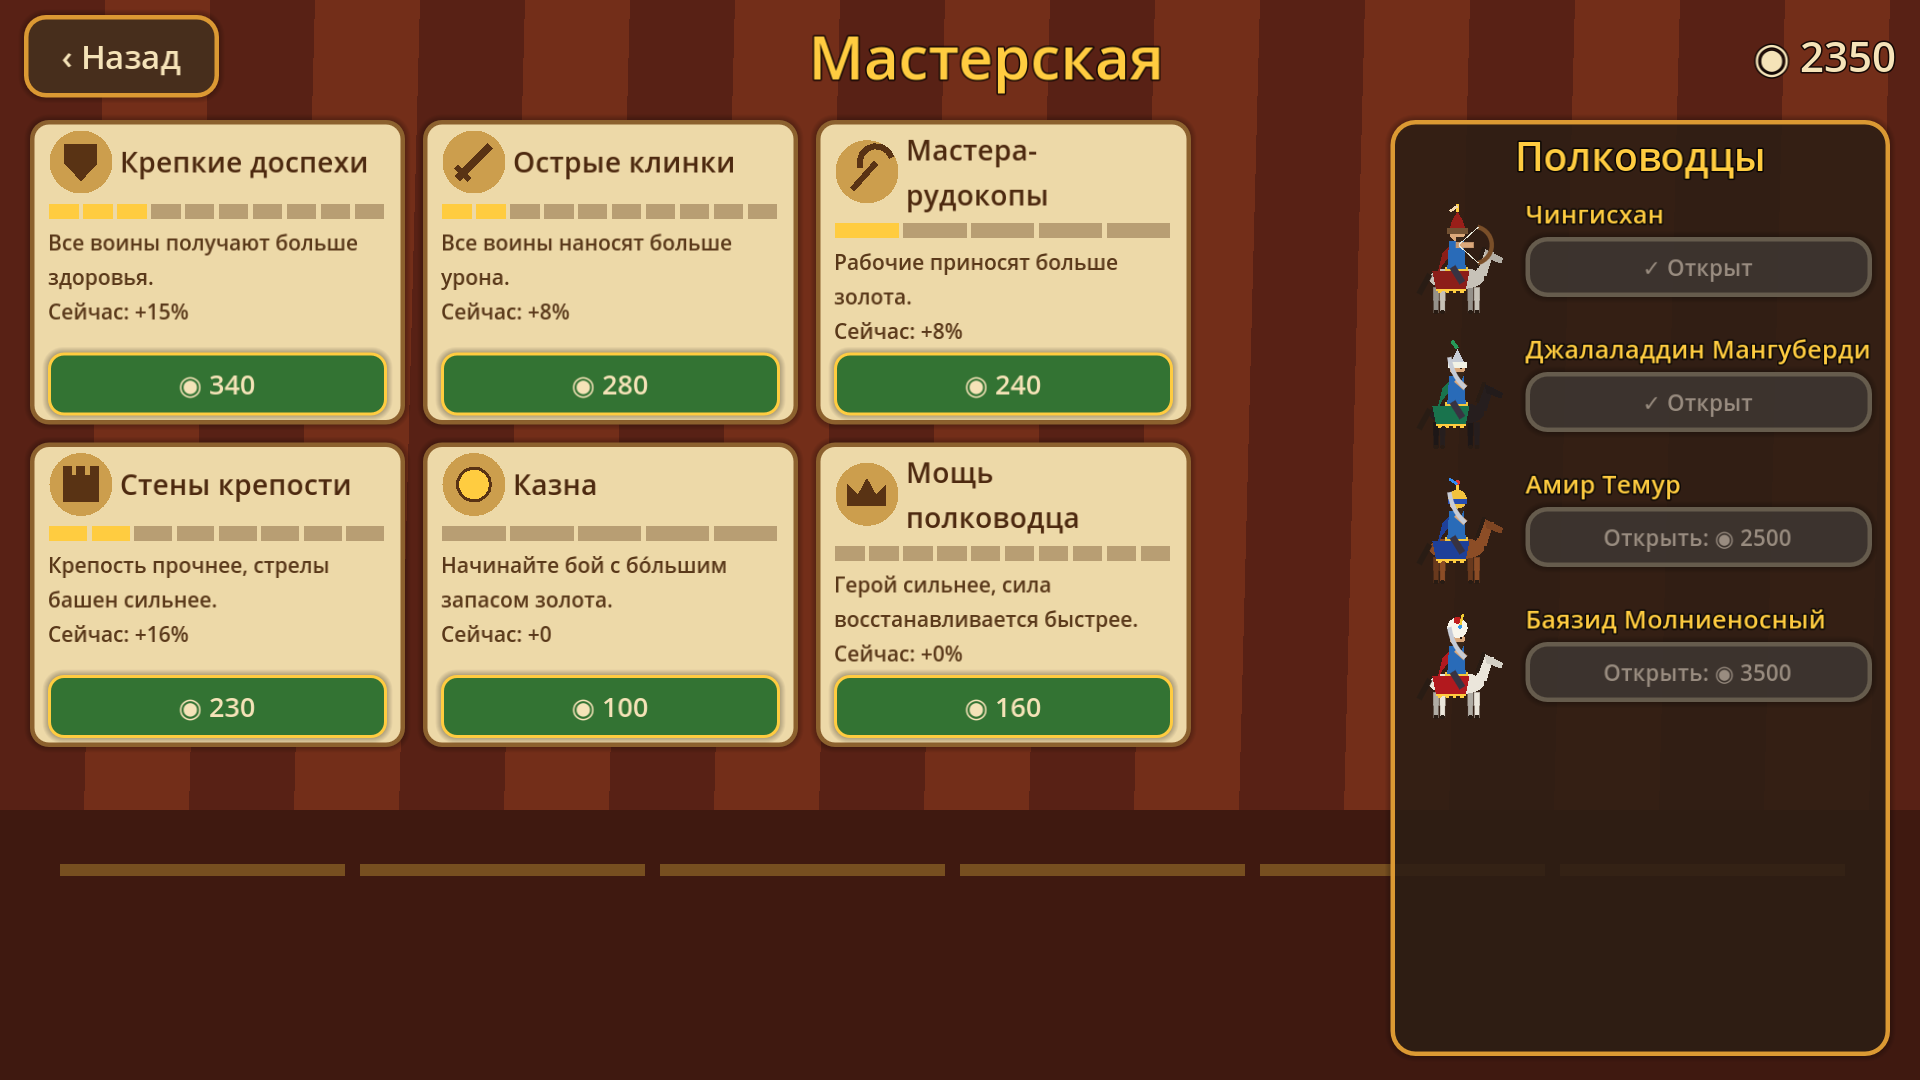 ‹ Назад
Мастерская
◉ 2350
Крепкие доспехи
Все воины получают больше
здоровья.
Сейчас: +15%
◉ 340
Острые клинки
Все воины наносят больше
урона.
Сейчас: +8%
◉ 280
Мастера-
рудокопы
Рабочие приносят больше
золота.
Сейчас: +8%
◉ 240
Стены крепости
Крепость прочнее, стрелы
башен сильнее.
Сейчас: +16%
◉ 230
Казна
Начинайте бой с бо́льшим
запасом золота.
Сейчас: +0
◉ 100
Мощь
полководца
Герой сильнее, сила
восстанавливается быстрее.
Сейчас: +0%
◉ 160
Полководцы
Чингисхан
✓ Открыт
Джалаладдин Мангуберди
✓ Открыт
Амир Темур
Открыть: ◉ 2500
Баязид Молниеносный
Открыть: ◉ 3500